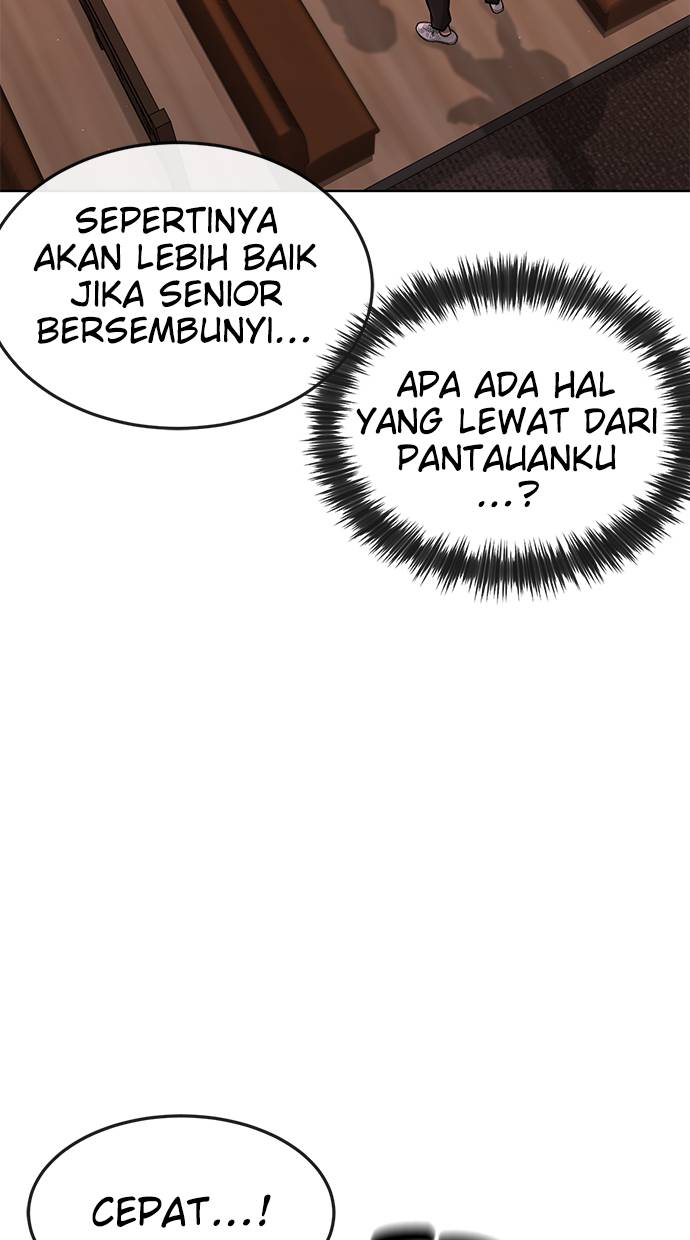 SEPERTINYA
AKAN LEBIH BAIK
JIKA SENIOR
BERSEMBUNYI...
APA ADA HAL
YANG LEWAT DARI
PANTAUANKU
...?
CEPAT...!